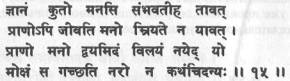 ज्ञानं कुतो मनसि संभवतीह तावत्
प्राणोऽपि जीवति मनो म्रियते न यावत् ।
प्राणो मनो द्वयमिदं विलयं नयेद् यो
मोक्षं स गच्छति नरो न कथंचिदन्यः ॥ १५ ॥